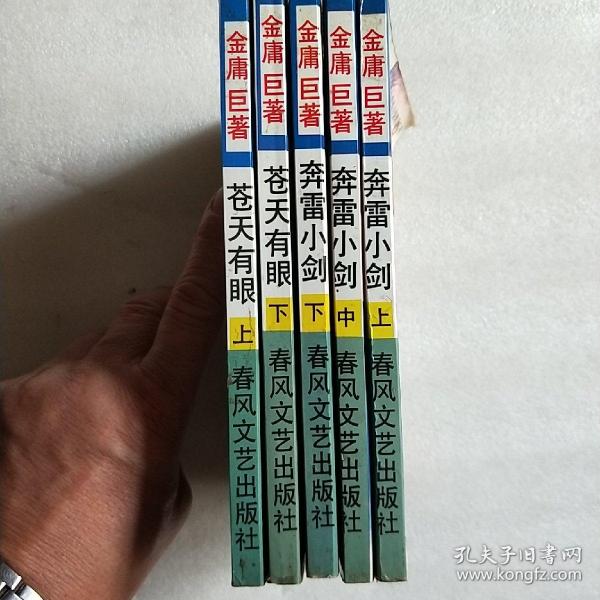 金庸巨著
苍天有眼
上
春风文艺出版社
金庸巨著
苍天有眼
下
春风文艺出版社
金庸巨著
奔雷小剑
下
春风文艺出版社
金庸巨著
奔雷小剑
中
春风文艺出版社
金庸巨著
奔雷小剑
上
春风文艺出版社
孔夫子旧书网
www.kongfz.com